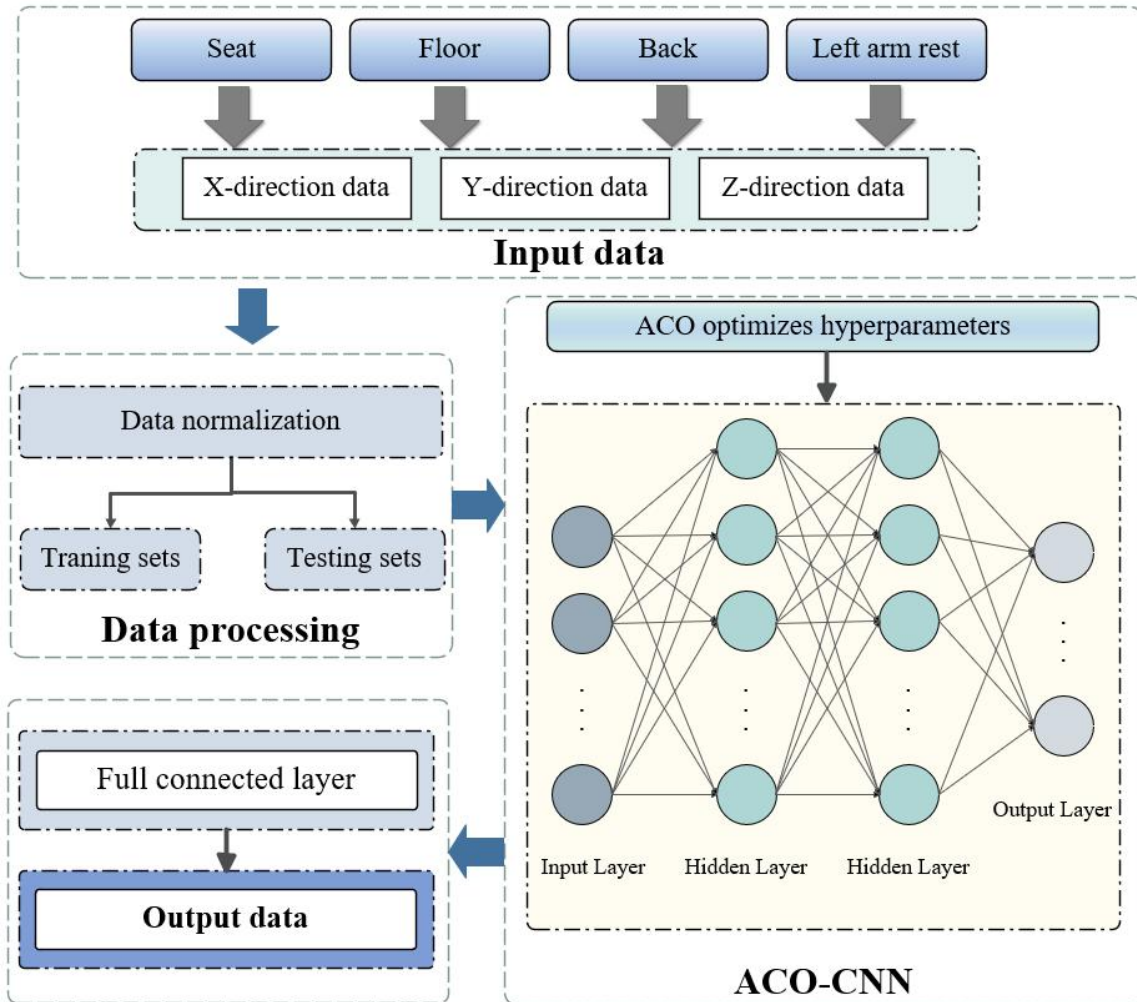 Seat
Floor
Back
Left arm rest
X-direction data
Y-direction data
Z-direction data
Input data
ACO optimizes hyperparameters
Data normalization
Traning sets
Testing sets
Data processing
Full connected layer
Output data
Input Layer
Hidden Layer
Hidden Layer
Output Layer
ACO-CNN